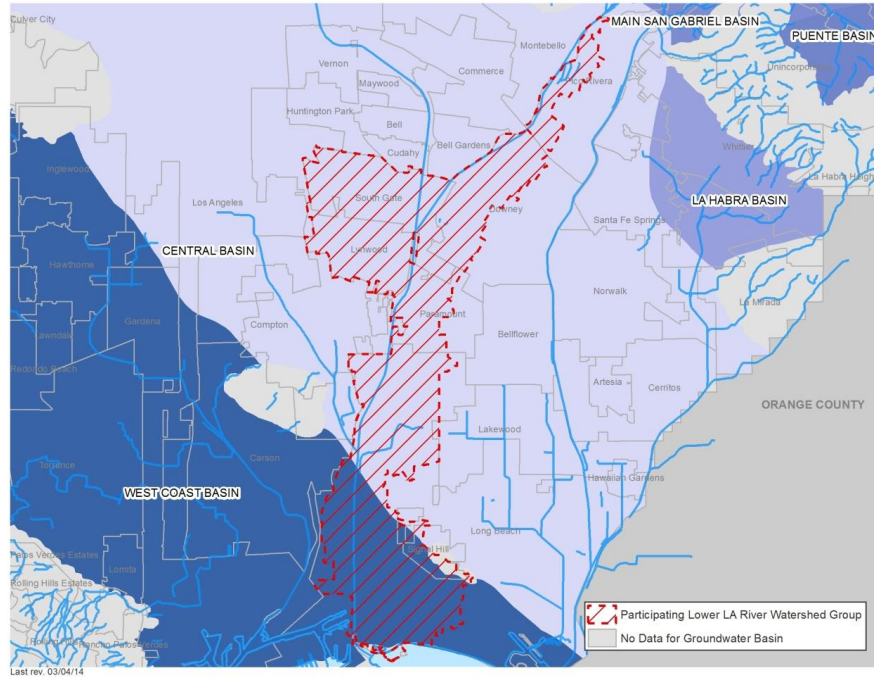 Culver City
MAIN SAN GABRIEL BASIN
Montebello
PUENTE BASIN
Vernon
Commerce
Unincorporated
Maywood
Pico Rivera
Huntington Park
Bell
Bell Gardens
Whittier
Cudahy
Inglewood
La Habra Heights
South Gate
Los Angeles
LA HABRA BASIN
Downey
Santa Fe Springs
CENTRAL BASIN
Lynwood
Hawthorne
Norwalk
La Mirada
Gardena
Paramount
Compton
Bellflower
Lawndale
Redondo Beach
Artesia
Cerritos
ORANGE COUNTY
Lakewood
Carson
Torrance
Hawaiian Gardens
WEST COAST BASIN
Long Beach
Signal Hill
Palos Verdes Estates
Lomita
Rolling Hills Estates
Participating Lower LA River Watershed Group
No Data for Groundwater Basin
Rolling Hills
Rancho Palos Verdes
Last rev. 03/04/14